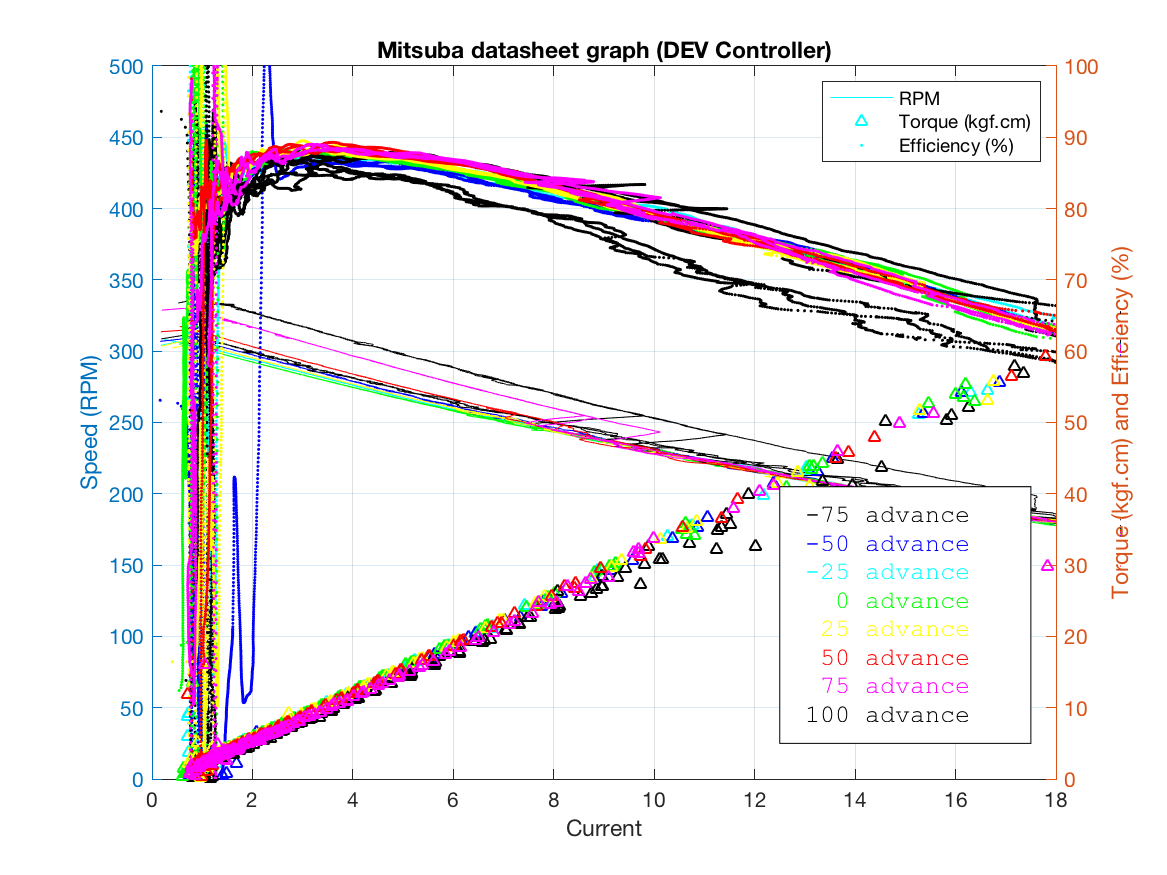 Mitsuba datasheet graph (DEV Controller)
500
450
400
350
300
250
200
150
100
50
0
Speed (RPM)
0
2
4
6
8
10
12
14
16
18
Current
100
90
80
70
60
50
40
30
20
10
0
Torque (kgf.cm) and Efficiency (%)
RPM
Torque (kgf.cm)
Efficiency (%)
-75 advance
-50 advance
-25 advance
0 advance
25 advance
50 advance
75 advance
100 advance